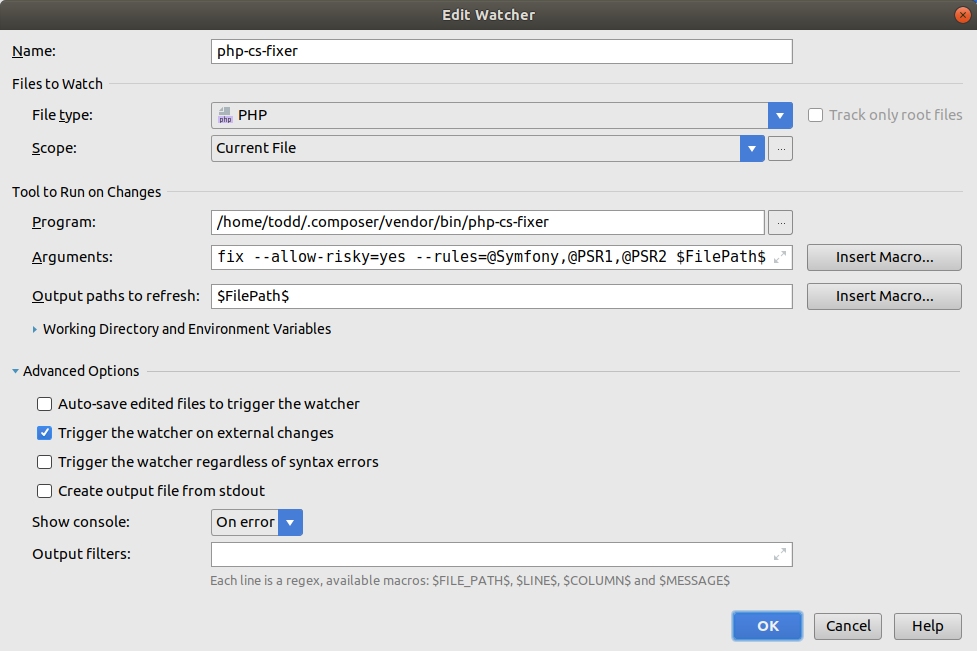 Edit Watcher
Name: php-cs-fixer
Files to Watch
File type: php PHP Track only root files
Scope: Current File ...
Tool to Run on Changes
Program: /home/todd/.composer/vendor/bin/php-cs-fixer ...
Arguments: fix --allow-risky=yes --rules=@Symfony,@PSR1,@PSR2 $FilePath$ Insert Macro...
Output paths to refresh: $FilePath$ Insert Macro...
Working Directory and Environment Variables
Advanced Options
Auto-save edited files to trigger the watcher
Trigger the watcher on external changes
Trigger the watcher regardless of syntax errors
Create output file from stdout
Show console: On error
Output filters:
Each line is a regex, available macros: $FILE_PATH$, $LINE$, $COLUMN$ and $MESSAGE$
OK Cancel Help